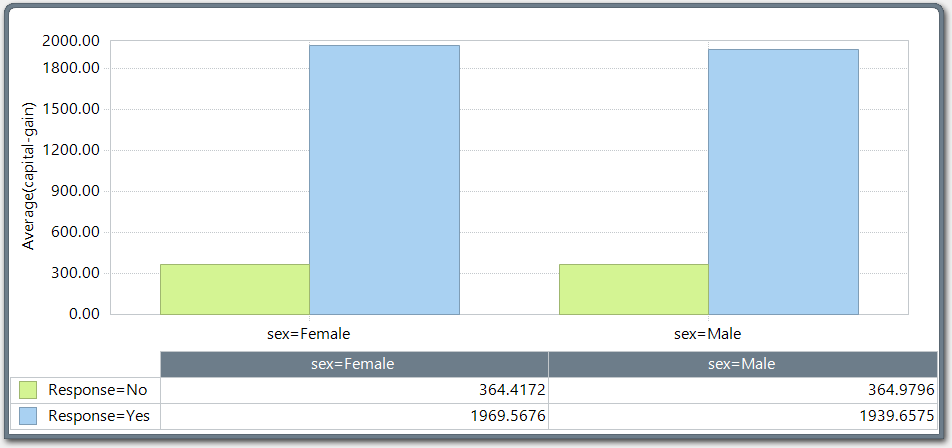 Average(capital-gain)
2000.00
1800.00
1500.00
1200.00
900.00
600.00
300.00
0.00
sex=Female sex=Male
sex=Female sex=Male
Response=No 364.4172 364.9796
Response=Yes 1969.5676 1939.6575